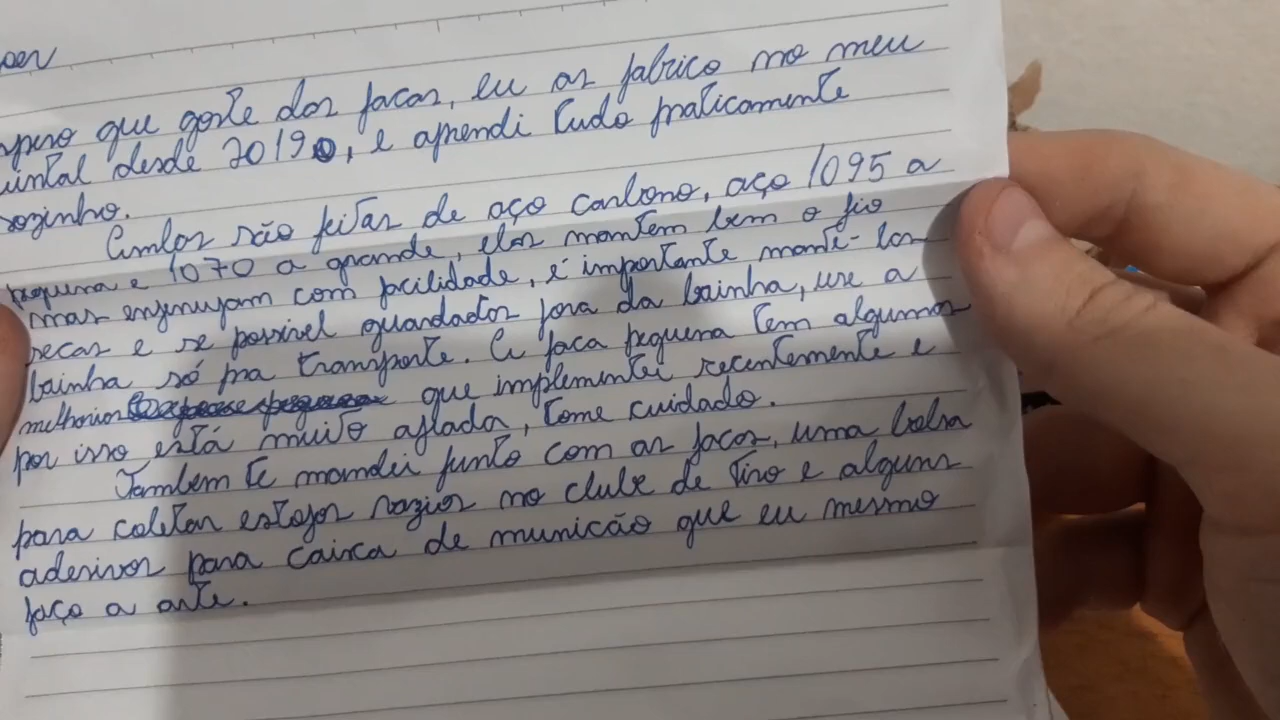 que goste das facas, eu as fabrico no meu
desde 2019, e aprendi tudo praticamente
sozinho.
Ambas são feitas de aço carbono, aço 1095 a
pequena e 1070 a grande, elas mantem bem o fio
mas enferrujam com facilidade, é importante mantê-las
secas e se possível guardadas fora da bainha, use a
bainha só pra transporte. A faca pequena tem algumas
melhorias que implementei recentemente e
por isso está muito afiada, tome cuidado.
Também te mandei junto com as facas, uma bolsa
para coletar estojos vazios no clube de tiro e alguns
adesivos para caixa de municão que eu mesmo
faço a arte.